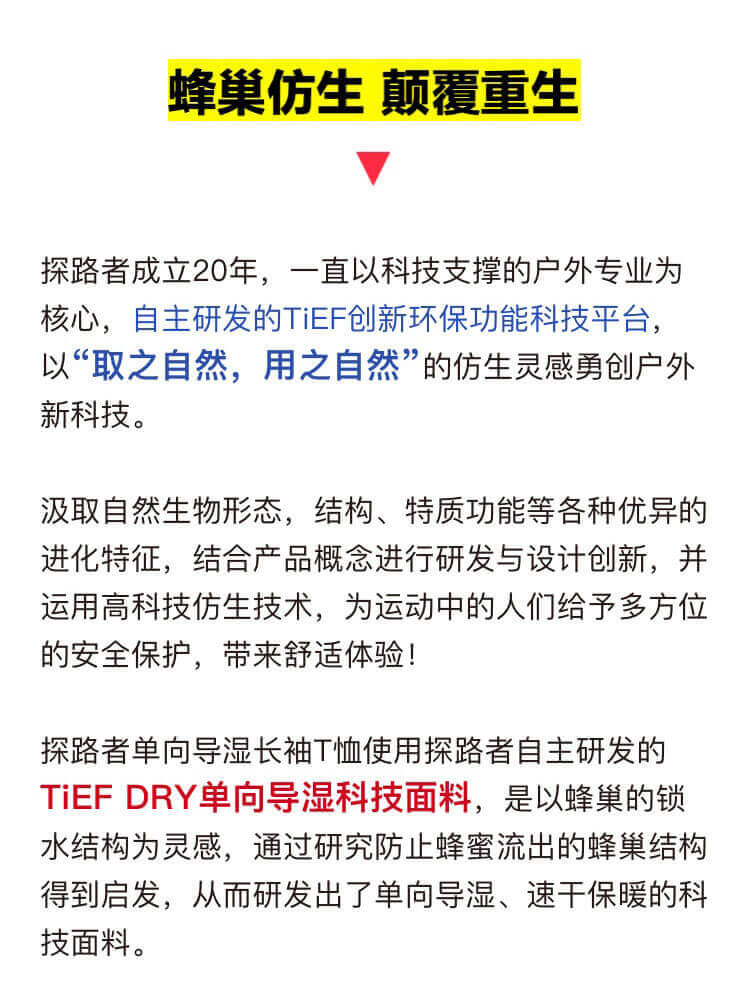 蜂巢仿生 颠覆重生
探路者成立20年，一直以科技支撑的户外专业为
核心，自主研发的TiEF创新环保功能科技平台，
以“取之自然，用之自然”的仿生灵感勇创户外
新科技。
汲取自然生物形态，结构、特质功能等各种优异的
进化特征，结合产品概念进行研发与设计创新，并
运用高科技仿生技术，为运动中的人们给予多方位
的安全保护，带来舒适体验！
探路者单向导湿长袖T恤使用探路者自主研发的
TiEF DRY单向导湿科技面料，是以蜂巢的锁
水结构为灵感，通过研究防止蜂蜜流出的蜂巢结构
得到启发，从而研发出了单向导湿、速干保暖的科
技面料。